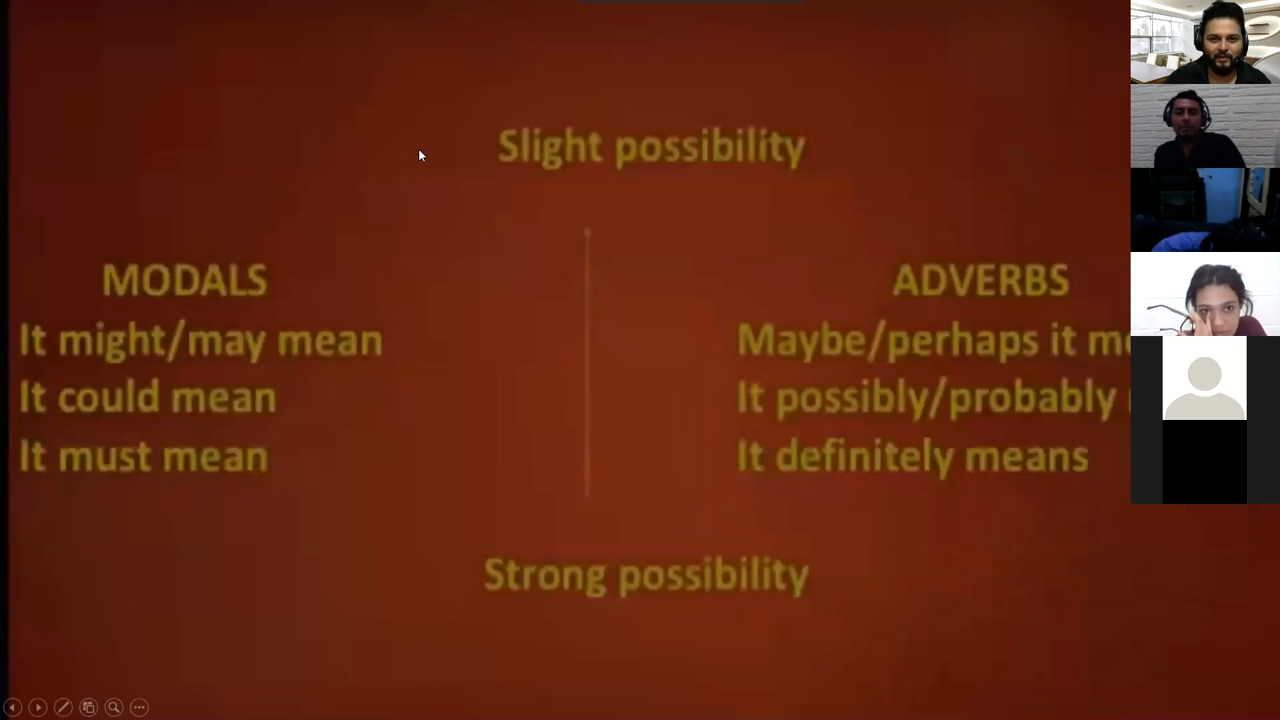 Slight possibility
MODALS
It might/may mean
It could mean
It must mean
ADVERBS
Maybe/perhaps it
It possibly/probably
It definitely means
Strong possibility